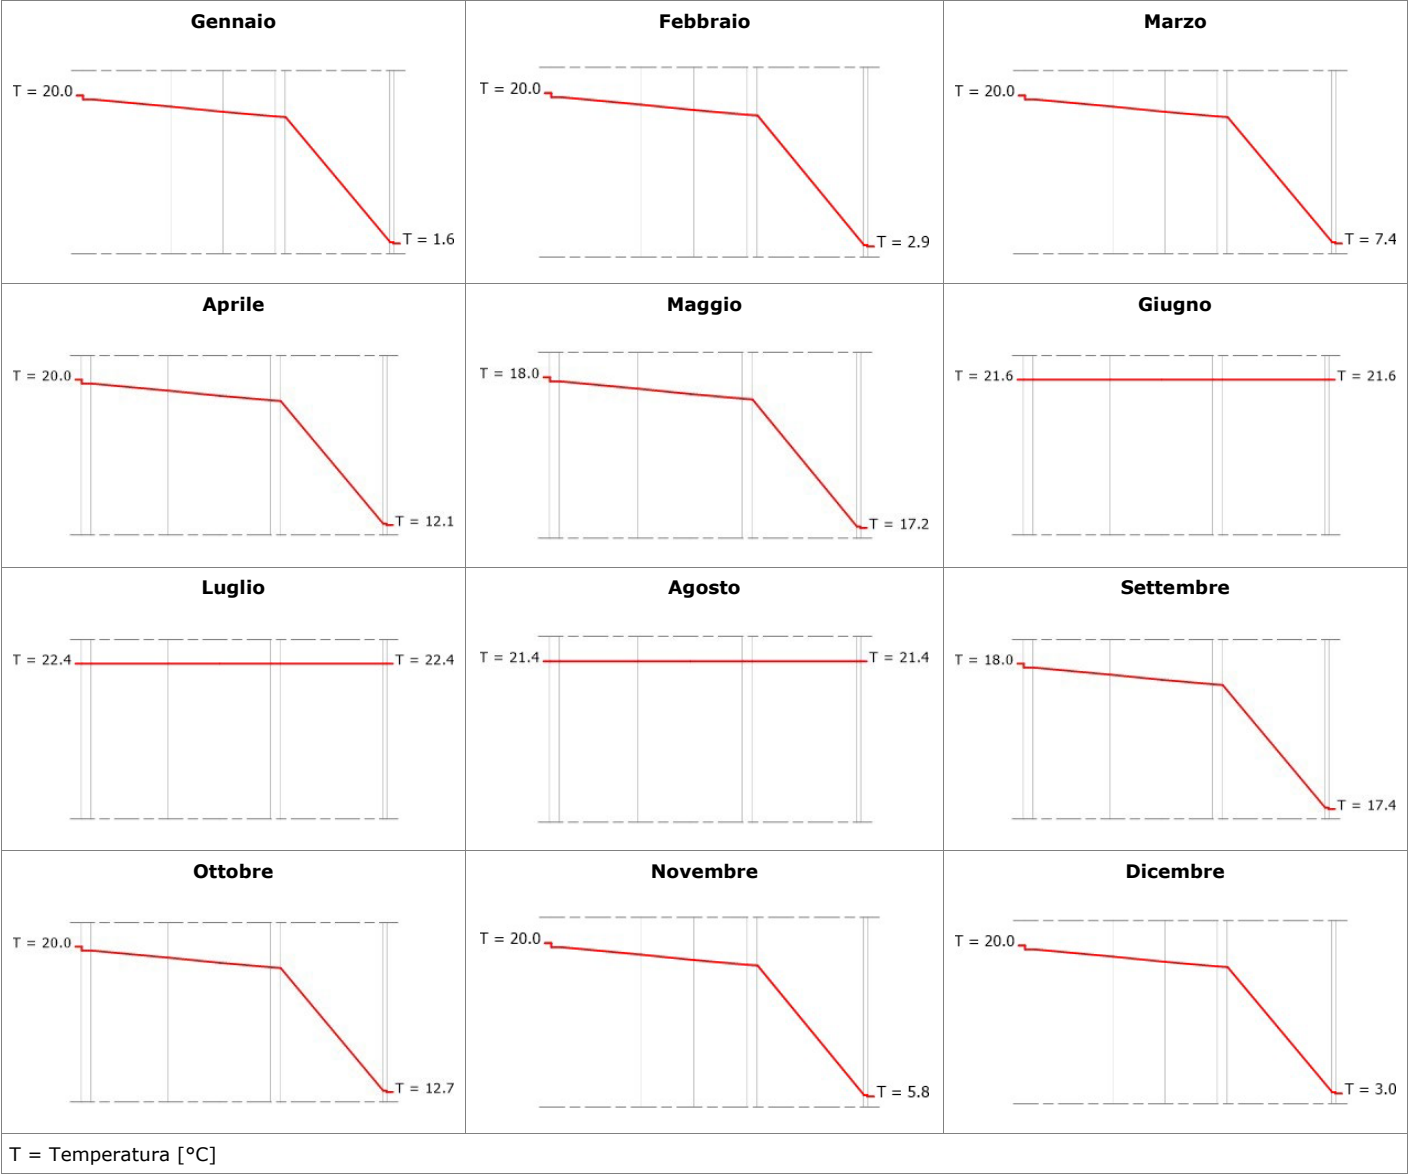 Gennaio
T = 20.0
T = 1.6
Febbraio
T = 20.0
T = 2.9
Marzo
T = 20.0
T = 7.4
Aprile
T = 20.0
T = 12.1
Maggio
T = 18.0
T = 17.2
Giugno
T = 21.6
T = 21.6
Luglio
T = 22.4
T = 22.4
Agosto
T = 21.4
T = 21.4
Settembre
T = 18.0
T = 17.4
Ottobre
T = 20.0
T = 12.7
Novembre
T = 20.0
T = 5.8
Dicembre
T = 20.0
T = 3.0
T = Temperatura [°C]